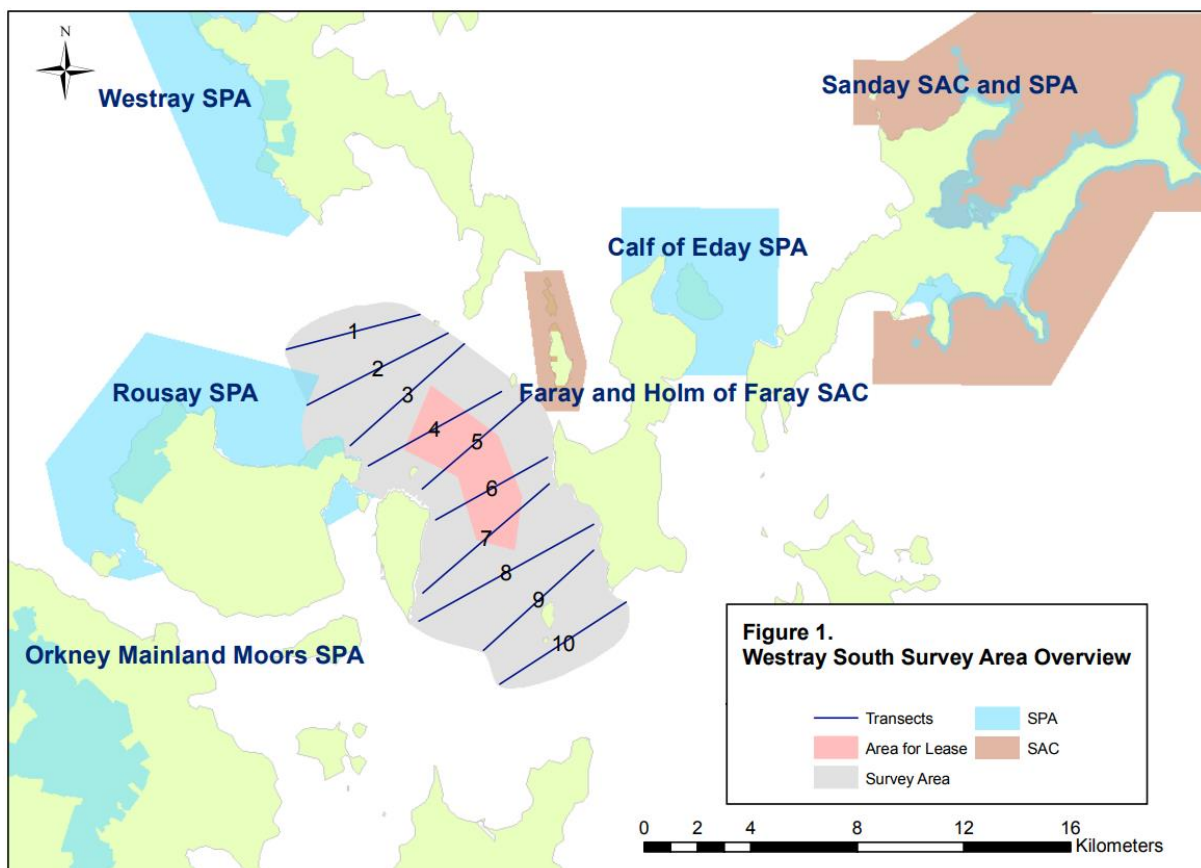 N
Westray SPA
Sanday SAC and SPA
Calf of Eday SPA
1
2
Rousay SPA
3
Faray and Holm of Faray SAC
4
5
6
7
8
9
10
Orkney Mainland Moors SPA
Figure 1.
Westray South Survey Area Overview
Transects
SPA
Area for Lease
SAC
Survey Area
0 2 4 8 12 16
Kilometers